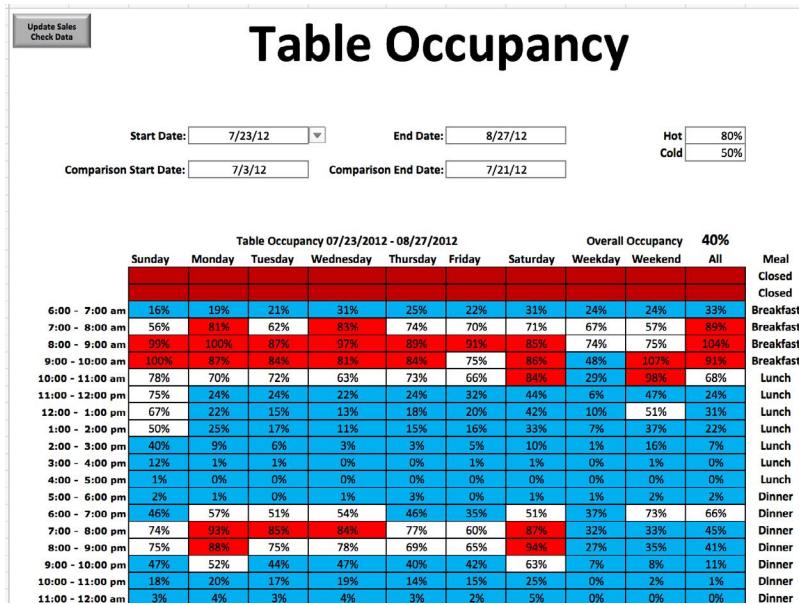 Update Sales
Check Data
Table Occupancy
Start Date: 7/23/12 End Date: 8/27/12 Hot 80%
Cold 50%
Comparison Start Date: 7/3/12 Comparison End Date: 7/21/12
Table Occupancy 07/23/2012 - 08/27/2012 Overall Occupancy 40%
Sunday Monday Tuesday Wednesday Thursday Friday Saturday Weekday Weekend All Meal
Closed
Closed
6:00 - 7:00 am 16% 19% 21% 31% 25% 22% 31% 24% 24% 33% Breakfast
7:00 - 8:00 am 56% 81% 62% 83% 74% 70% 71% 67% 57% 89% Breakfast
8:00 - 9:00 am 99% 100% 87% 97% 89% 91% 85% 74% 75% 104% Breakfast
9:00 - 10:00 am 100% 87% 84% 81% 84% 75% 86% 48% 107% 91% Breakfast
10:00 - 11:00 am 78% 70% 72% 63% 73% 66% 84% 29% 98% 68% Lunch
11:00 - 12:00 pm 75% 24% 24% 22% 24% 32% 44% 6% 47% 24% Lunch
12:00 - 1:00 pm 67% 22% 15% 13% 18% 20% 42% 10% 51% 31% Lunch
1:00 - 2:00 pm 50% 25% 17% 11% 15% 16% 33% 7% 37% 22% Lunch
2:00 - 3:00 pm 40% 9% 6% 3% 3% 5% 10% 1% 16% 7% Lunch
3:00 - 4:00 pm 12% 1% 1% 0% 0% 1% 1% 0% 1% 0% Lunch
4:00 - 5:00 pm 1% 0% 0% 0% 0% 0% 0% 0% 0% 0% Lunch
5:00 - 6:00 pm 2% 1% 0% 1% 3% 0% 1% 1% 2% 2% Dinner
6:00 - 7:00 pm 46% 57% 51% 54% 46% 35% 51% 37% 73% 66% Dinner
7:00 - 8:00 pm 74% 93% 85% 84% 77% 60% 87% 32% 33% 45% Dinner
8:00 - 9:00 pm 75% 88% 75% 78% 69% 65% 94% 27% 35% 41% Dinner
9:00 - 10:00 pm 47% 52% 44% 47% 40% 42% 63% 7% 8% 11% Dinner
10:00 - 11:00 pm 18% 20% 17% 19% 14% 15% 25% 0% 2% 1% Dinner
11:00 - 12:00 am 3% 4% 3% 4% 3% 2% 5% 0% 0% 0% Dinner